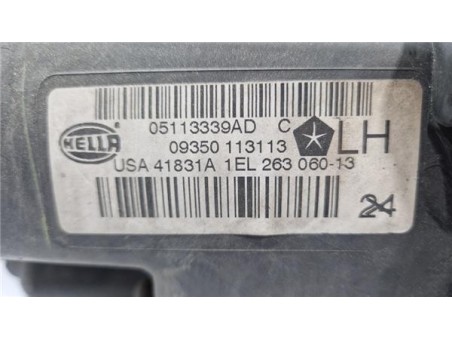 HELLA
05113339AD C
09350 113113 LH
USA 41831A 1EL 263 060-13
24